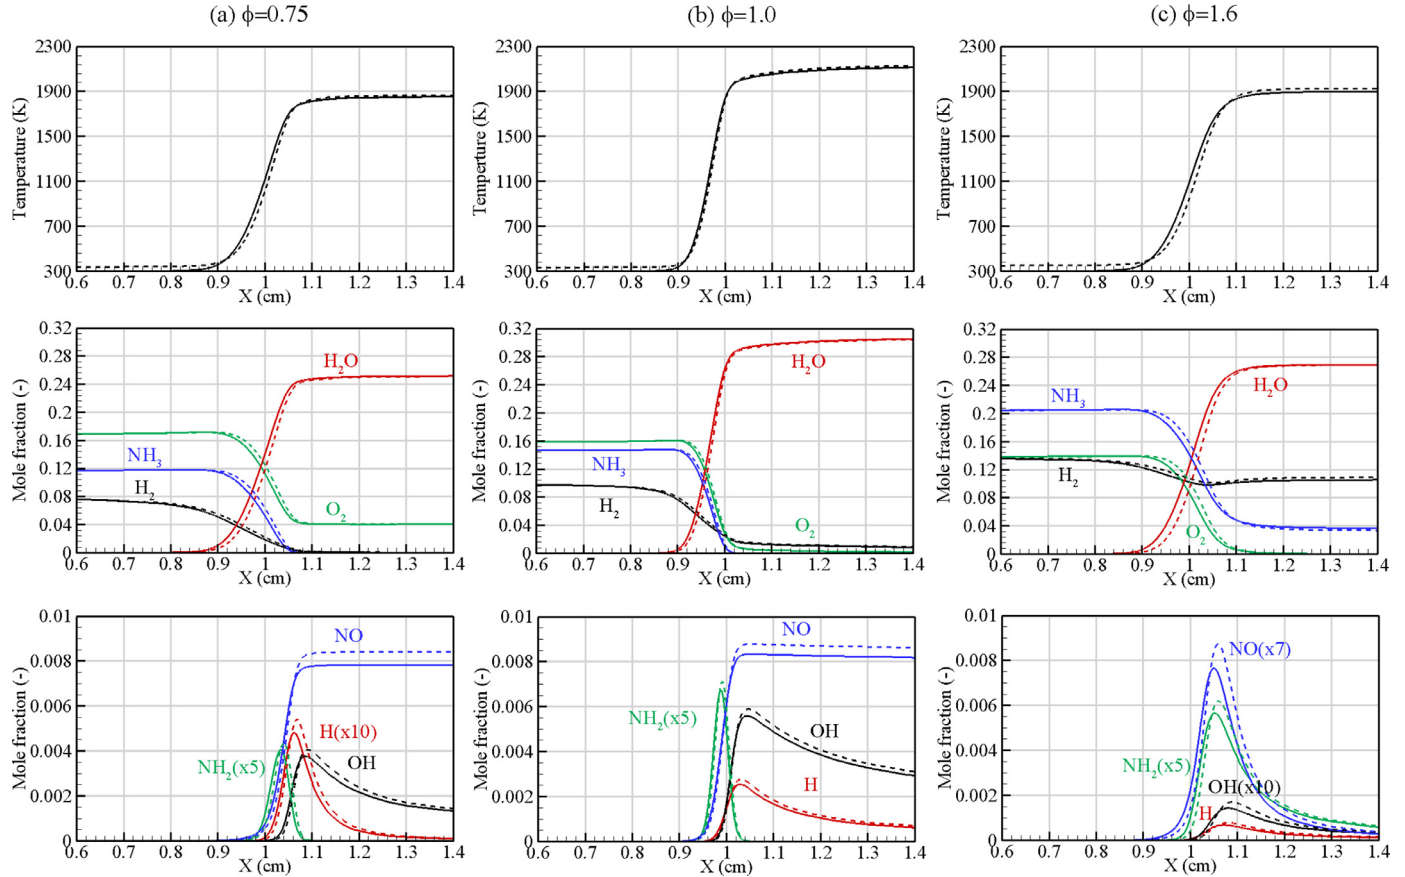 (a) ϕ=0.75
(b) ϕ=1.0
(c) ϕ=1.6
2300
1900
1500
1100
700
300
Temperature (K)
0.6 0.7 0.8 0.9 1 1.1 1.2 1.3 1.4
X (cm)
2300
1900
1500
1100
700
300
Temperture (K)
0.6 0.7 0.8 0.9 1 1.1 1.2 1.3 1.4
X (cm)
2300
1900
1500
1100
700
300
Temperature (K)
0.6 0.7 0.8 0.9 1 1.1 1.2 1.3 1.4
X (cm)
0.32
0.28
0.24
0.2
0.16
0.12
0.08
0.04
0
Mole fraction (-)
H₂O
NH₃
H₂
O₂
0.6 0.7 0.8 0.9 1 1.1 1.2 1.3 1.4
X (cm)
0.32
0.28
0.24
0.2
0.16
0.12
0.08
0.04
0
Mole fraction (-)
H₂O
NH₃
H₂
O₂
0.6 0.7 0.8 0.9 1 1.1 1.2 1.3 1.4
X (cm)
0.32
0.28
0.24
0.2
0.16
0.12
0.08
0.04
0
Mole fraction (-)
NH₃
H₂O
H₂
O₂
0.6 0.7 0.8 0.9 1 1.1 1.2 1.3 1.4
X (cm)
0.01
0.008
0.006
0.004
0.002
0
Mole fraction (-)
NO
H(x10)
NH₂(x5)
OH
0.6 0.7 0.8 0.9 1 1.1 1.2 1.3 1.4
X (cm)
0.01
0.008
0.006
0.004
0.002
0
Mole fraction (-)
NO
NH₂(x5)
OH
H
0.6 0.7 0.8 0.9 1 1.1 1.2 1.3 1.4
X (cm)
0.01
0.008
0.006
0.004
0.002
0
Mole fraction (-)
NO(x7)
NH₂(x5)
OH(x10)
H
0.6 0.7 0.8 0.9 1 1.1 1.2 1.3 1.4
X (cm)